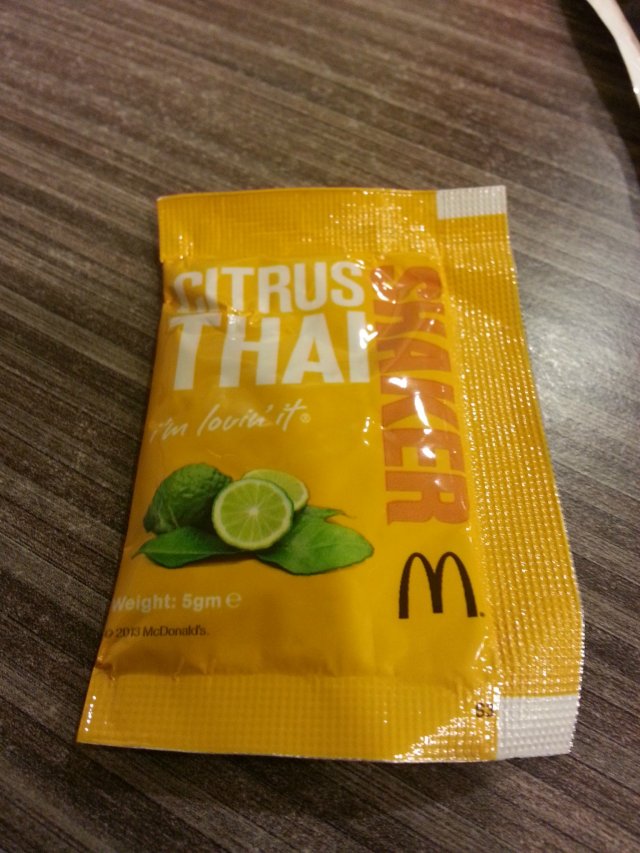 CITRUS
THAI
SHAKER
i'm lovin' it®
Weight: 5gm e
© 2013 McDonald's.